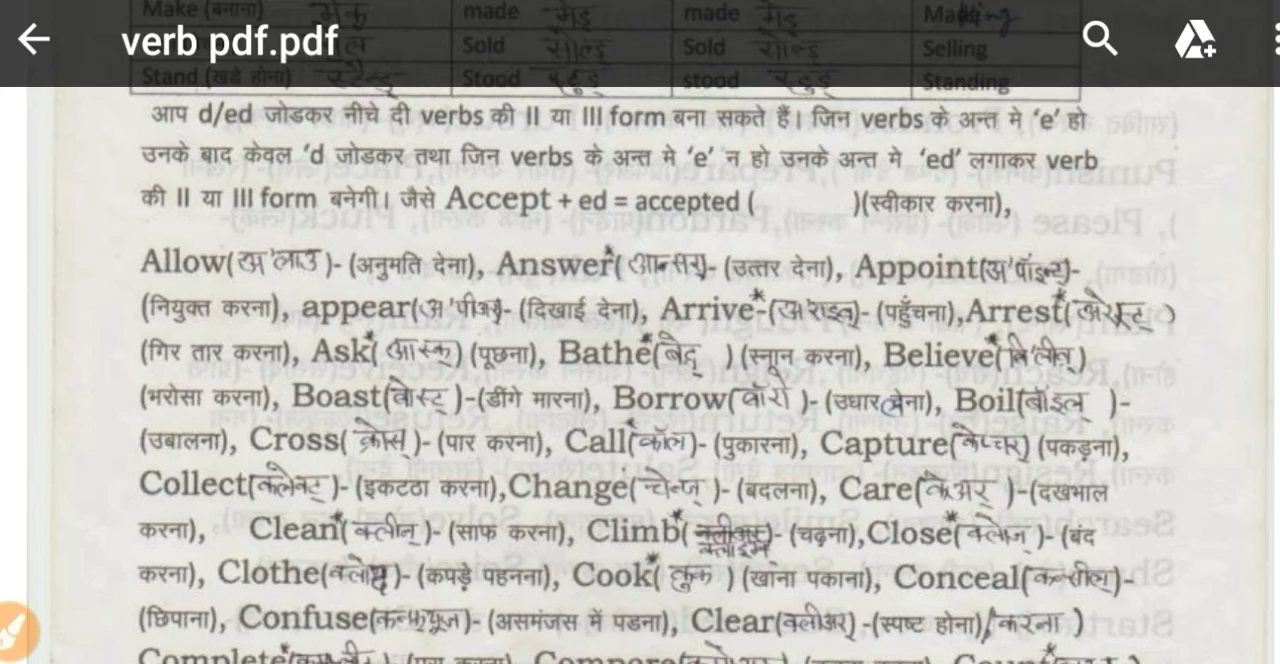 Make (बनाना) मेक made मेड made मेड Making
verb pdf.pdf
Sold सोल्ड Sold सोल्ड Selling
Stand (खडे होना) स्टैन्ड Stood स्टुड stood स्टुड Standing
आप d/ed जोडकर नीचे दी verbs की II या III form बना सकते हैं। जिन verbs के अन्त मे 'e' हो
उनके बाद केवल 'd जोडकर तथा जिन verbs के अन्त मे 'e' न हो उनके अन्त मे 'ed' लगाकर verb
की II या III form बनेगी। जैसे Accept + ed = accepted ( )(स्वीकार करना),
Allow(अ'लाउ)- (अनुमति देना), Answer*(आन्सर)- (उत्तर देना), Appoint(अ'पॉइन्ट)-
(नियुक्त करना), appear(अ'पीअर)- (दिखाई देना), Arrive*-(अ'राइव)- (पहुँचना),Arrest*(अरेस्ट )
(गिर तार करना), Ask*(आस्क) (पूछना), Bathe*(बेद ) (स्नान करना), Believe*(बि'लीव)
(भरोसा करना), Boast(बोस्ट )-(डींगे मारना), Borrow*(बॉरो )- (उधार लेना), Boil(बॉइल )-
(उबालना), Cross( क्रोस )- (पार करना), Call*(कॉल)- (पुकारना), Capture(केप्चर) (पकड़ना),
Collect(कलेक्ट )- (इकटठा करना),Change*(चेन्ज )- (बदलना), Care*(केअर )-(दखभाल
करना), Clean*(क्लीन )- (साफ करना), Climb*( क्लाइम्ब)- (चढ़ना),Close*(क्लोज )- (बंद
करना), Clothe(क्लोथ)- (कपड़े पहनना), Cook*(कुक ) (खाना पकाना), Conceal(कन्सील)-
(छिपाना), Confuse(कन्फ्यूज)- (असमंजस में पडना), Clear(क्लीअर) -(स्पष्ट होना)/करना )
Complete* Compare